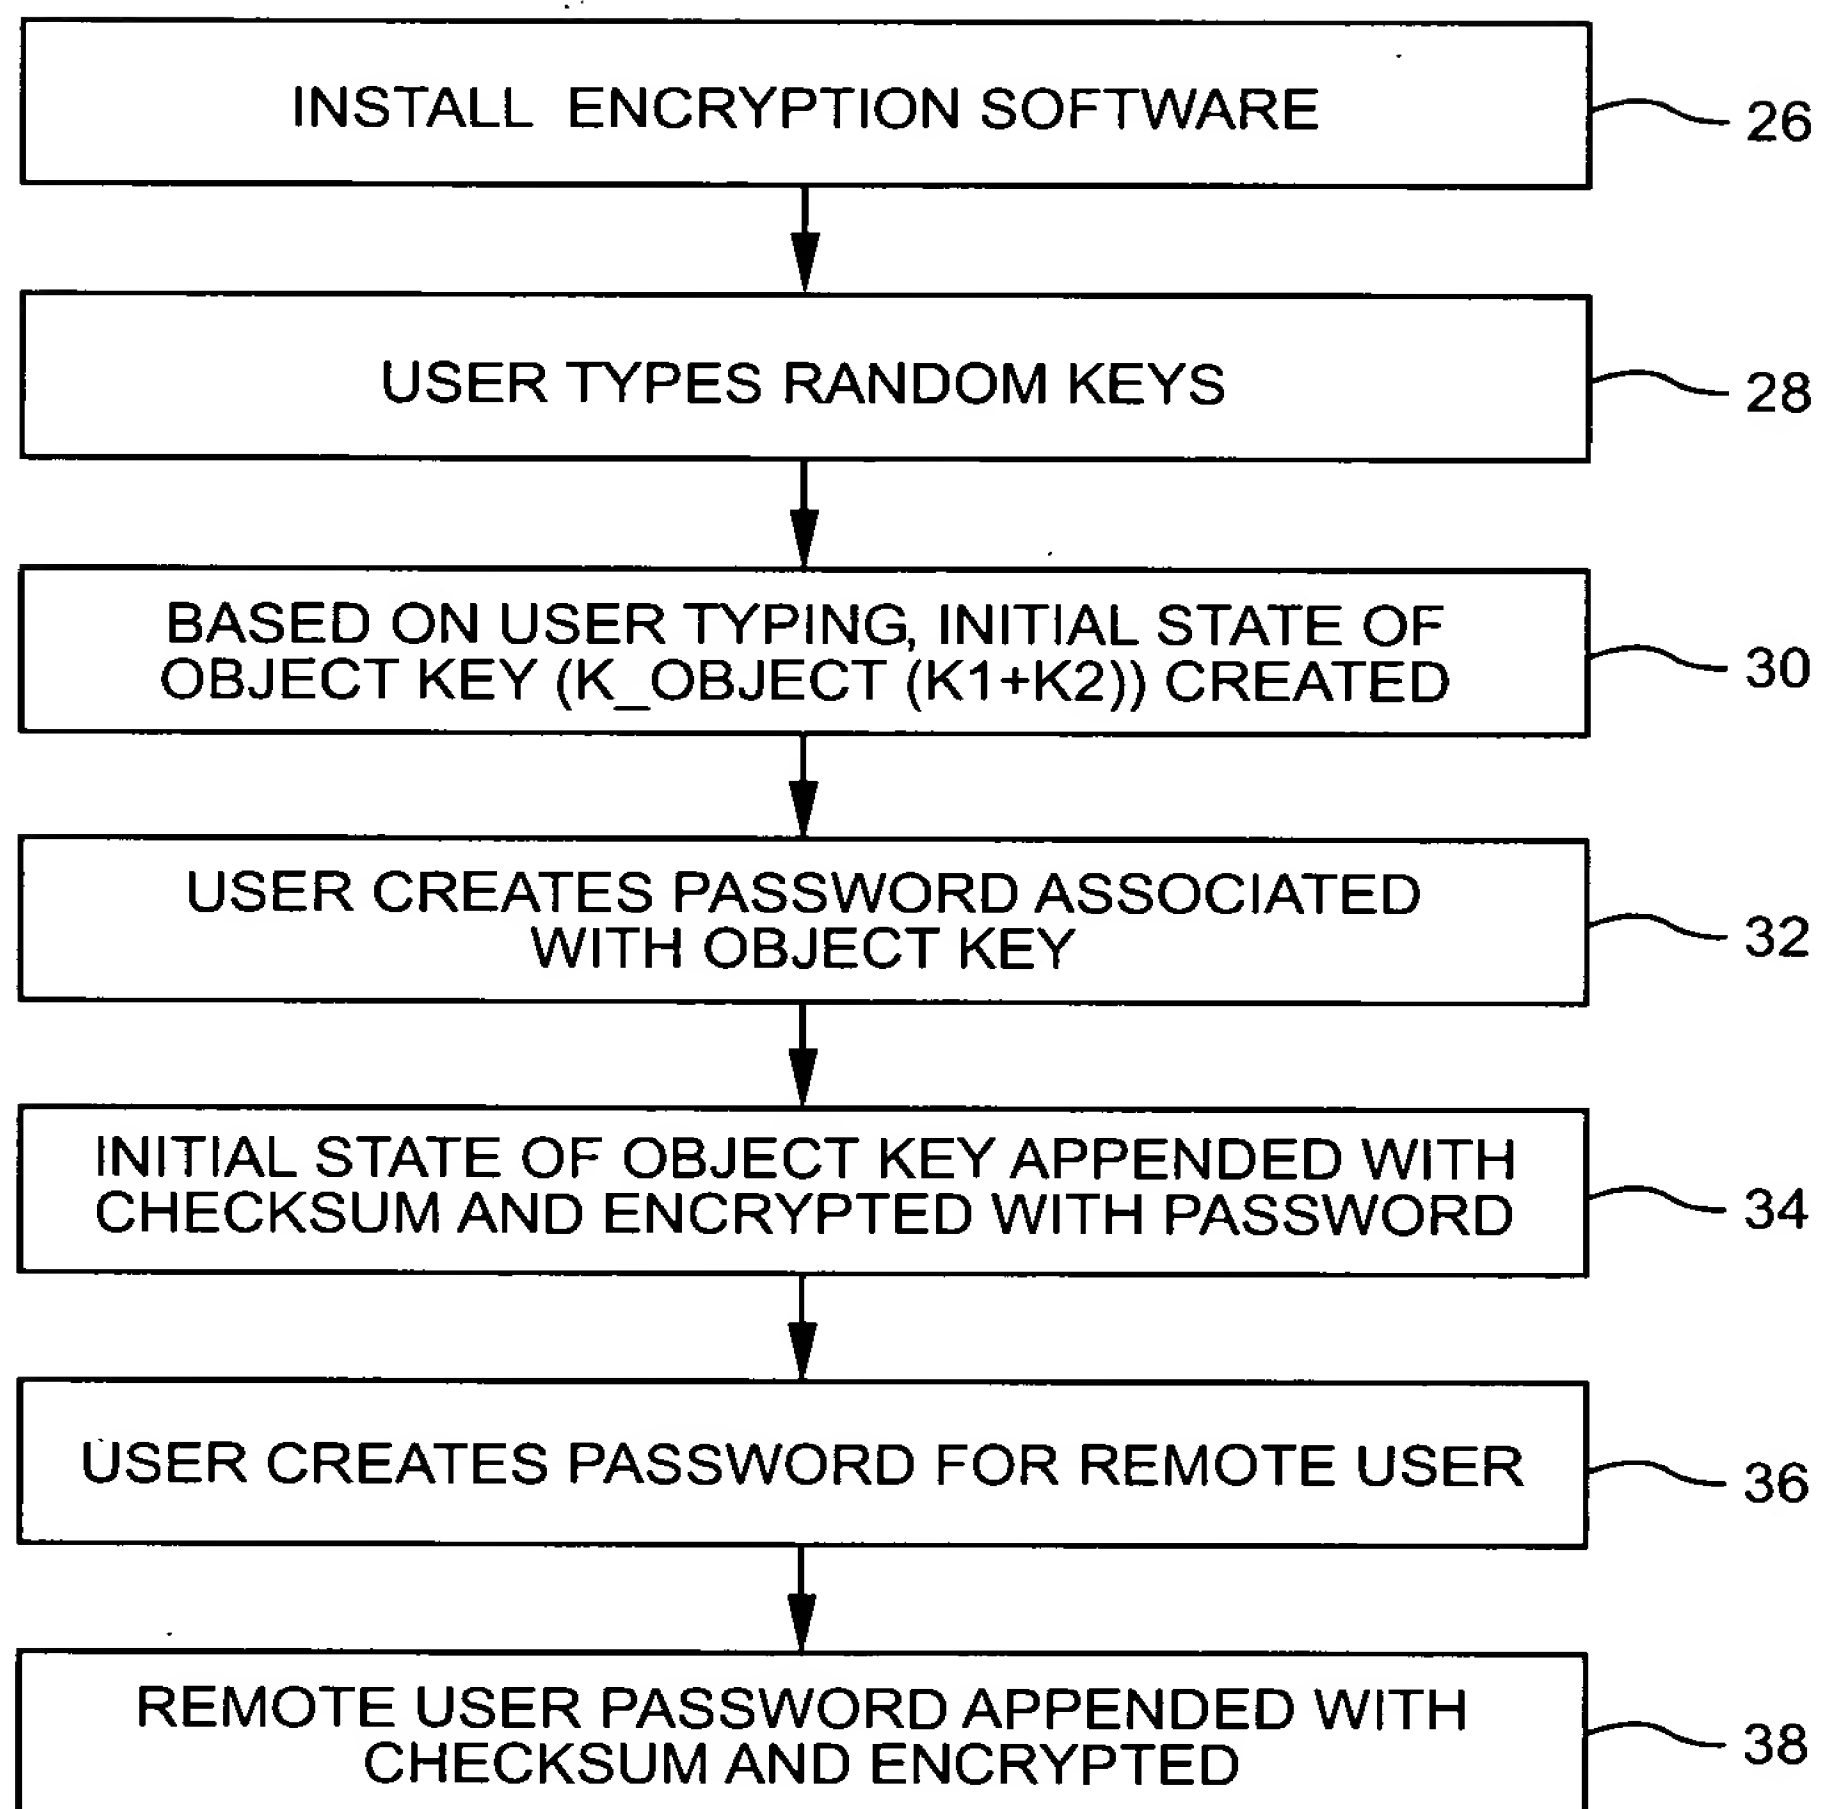 INSTALL ENCRYPTION SOFTWARE
26
USER TYPES RANDOM KEYS
28
BASED ON USER TYPING, INITIAL STATE OF
OBJECT KEY (K_OBJECT (K1+K2)) CREATED
30
USER CREATES PASSWORD ASSOCIATED
WITH OBJECT KEY
32
INITIAL STATE OF OBJECT KEY APPENDED WITH
CHECKSUM AND ENCRYPTED WITH PASSWORD
34
USER CREATES PASSWORD FOR REMOTE USER
36
REMOTE USER PASSWORD APPENDED WITH
CHECKSUM AND ENCRYPTED
38